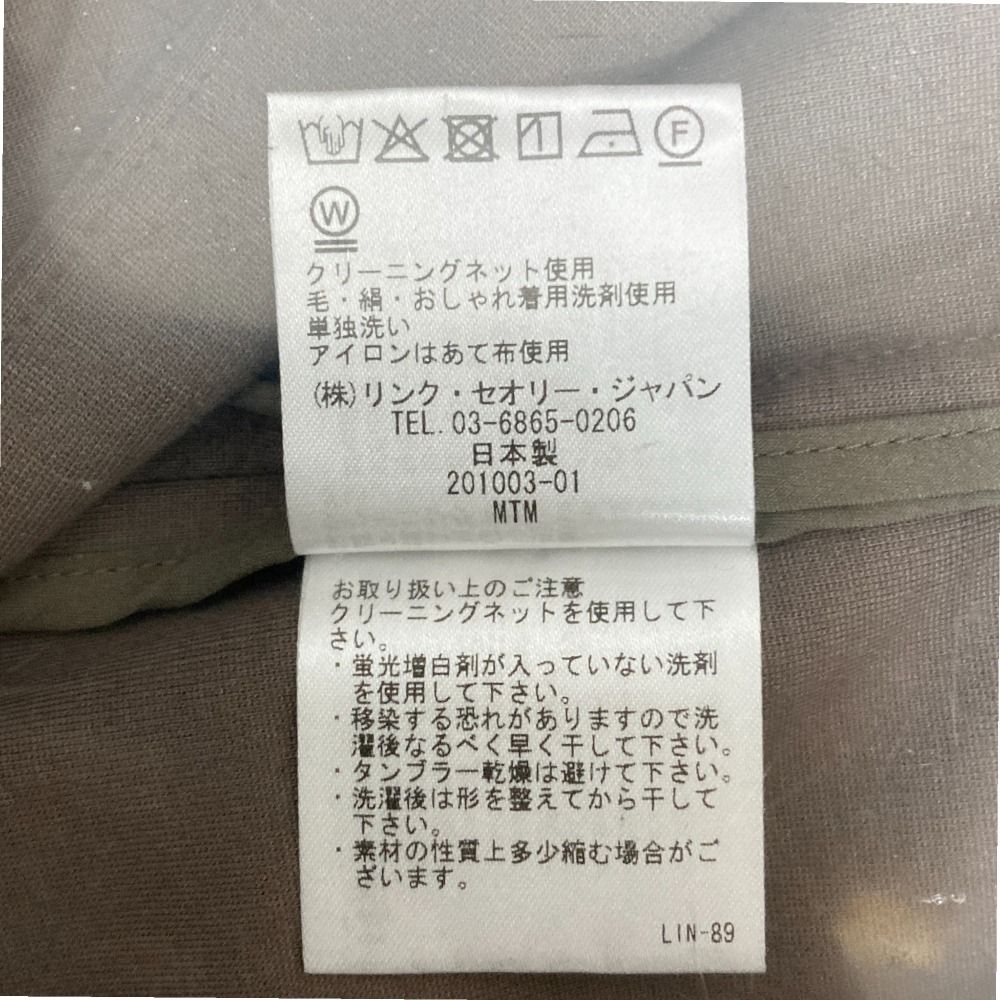 F
W
クリーニングネット使用
毛・絹・おしゃれ着用洗剤使用
単独洗い
アイロンはあて布使用
(株)リンク・セオリー・ジャパン
TEL. 03-6865-0206
日本製
201003-01
MTM
お取り扱い上のご注意
クリーニングネットを使用して下
さい。
・蛍光増白剤が入っていない洗剤
を使用して下さい。
・移染する恐れがありますので洗
濯後なるべく早く干して下さい。
・タンブラー乾燥は避けて下さい。
・洗濯後は形を整えてから干して
下さい。
・素材の性質上多少縮む場合がご
ざいます。
LIN-89